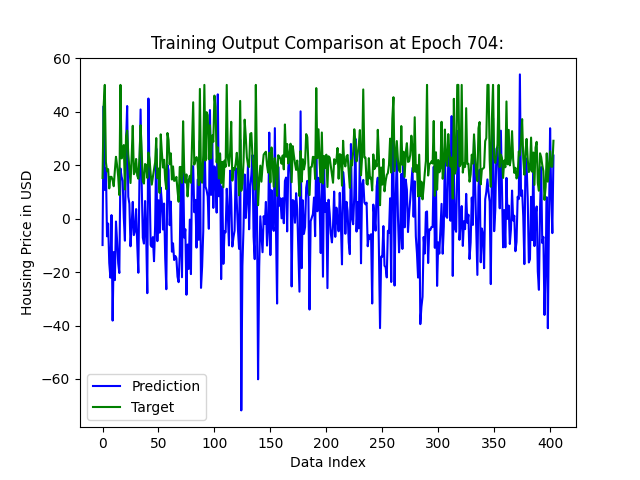 Training Output Comparison at Epoch 704:
Housing Price in USD
60
40
20
0
−20
−40
−60
Prediction
Target
0 50 100 150 200 250 300 350 400
Data Index